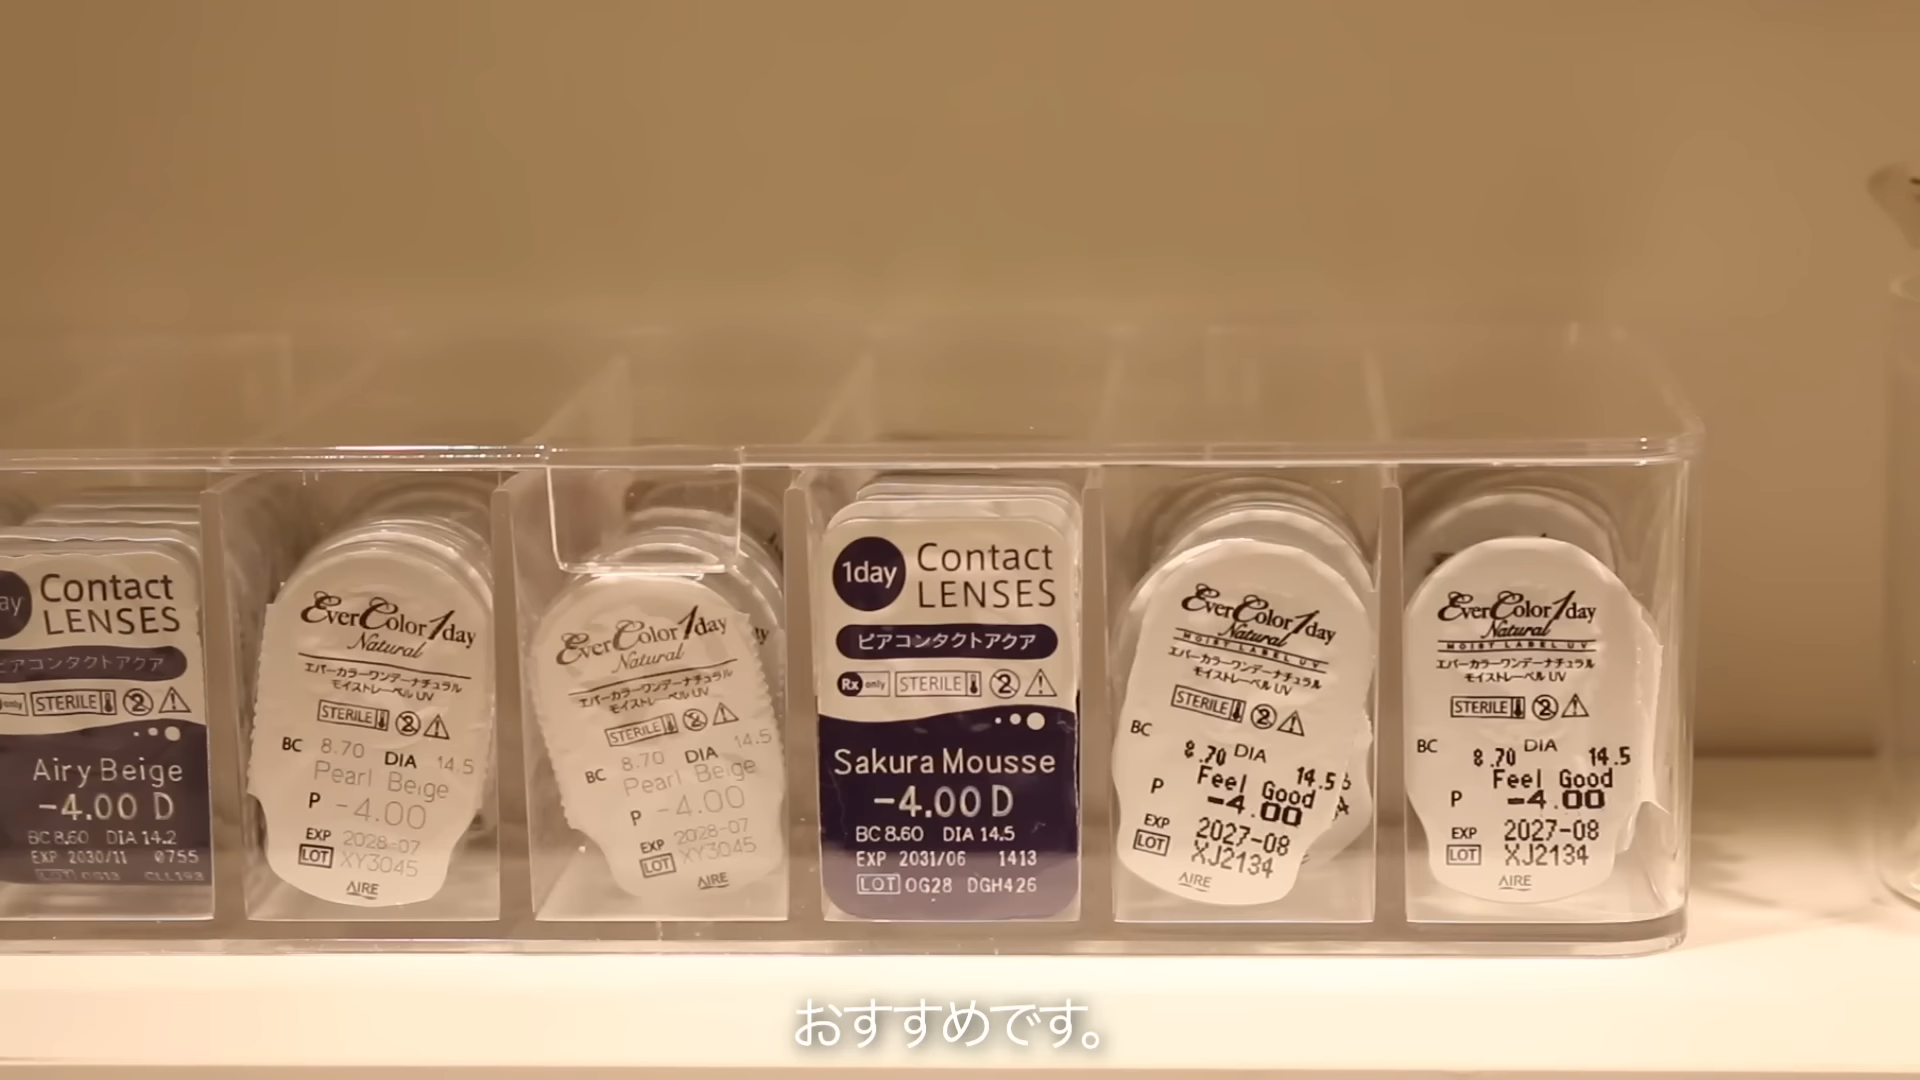 ay Contact
LENSES
ピアコンタクトアクア
only STERILE
Airy Beige
-4.00 D
BC 8.60 DIA 14.2
EXP 2030/11 0755
LOT OG13
EverColor1day
Natural
エバーカラーワンデーナチュラル
モイストレーベルUV
STERILE
BC 8.70 DIA 14.5
Pearl Beige
P -4.00
EXP 2028-07
LOT XY3045
AIRE
EverColor1day
Natural
エバーカラーワンデーナチュラル
モイストレーベルUV
STERILE
BC 8.70 DIA 14.5
Pearl Beige
P -4.00
EXP 2028-07
LOT XY3045
AIRE
1day Contact
LENSES
ピアコンタクトアクア
Rx only STERILE
Sakura Mousse
-4.00 D
BC 8.60 DIA 14.5
EXP 2031/06 1413
LOT OG28 DGH426
EverColor1day
Natural
MOIST LABEL UV
エバーカラーワンデーナチュラル
モイストレーベルUV
STERILE
BC 8.70 DIA 14.5
Feel Good
P -4.00
EXP 2027-08
LOT XJ2134
AIRE
EverColor1day
Natural
MOIST LABEL UV
エバーカラーワンデーナチュラル
モイストレーベルUV
STERILE
BC 8.70 DIA 14.5
Feel Good
P -4.00
EXP 2027-08
LOT XJ2134
AIRE
おすすめです。